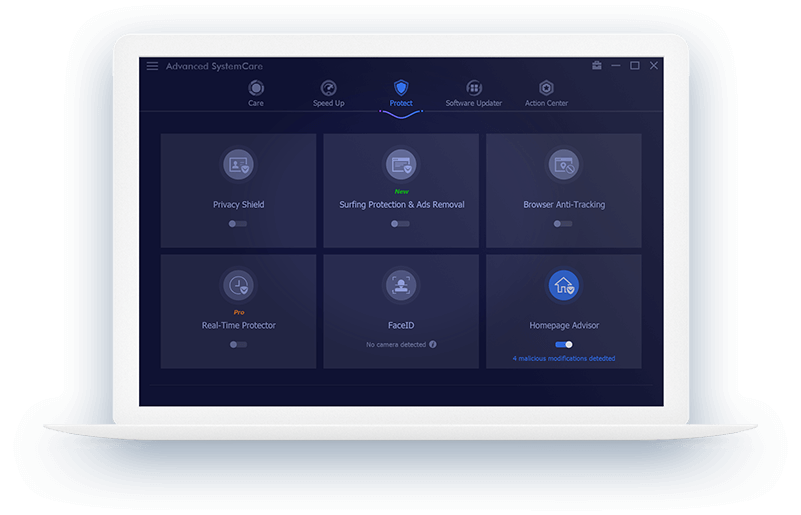 Advanced SystemCare
Care
Speed Up
Protect
Software Updater
Action Center
Privacy Shield
New
Surfing Protection & Ads Removal
Browser Anti-Tracking
Pro
Real-Time Protector
FaceID
No camera detected
Homepage Advisor
4 malicious modifications detedted